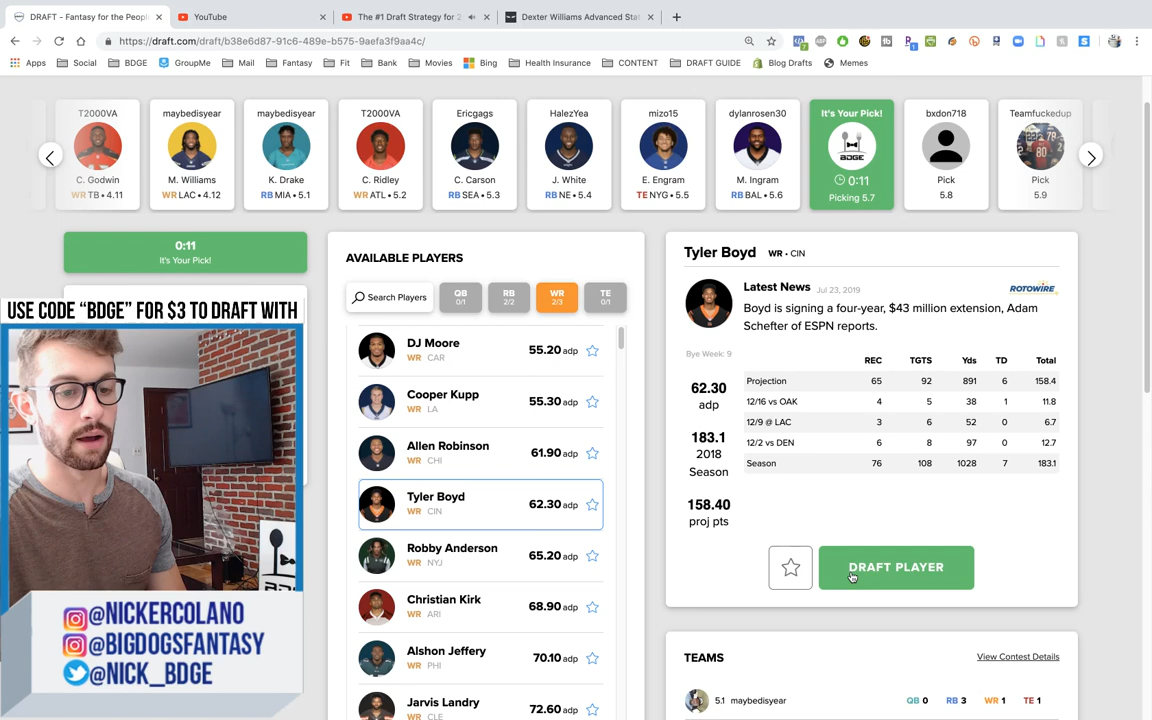 DRAFT - Fantasy for the People
YouTube
The #1 Draft Strategy for 2
Dexter Williams Advanced Sta
https://draft.com/draft/b38e6d87-91c6-489e-b575-9aefa3f9aa4c/
Apps Social BDGE GroupMe Mail Fantasy Fit Bank Movies Bing Health Insurance CONTENT DRAFT GUIDE Blog Drafts Memes
T2000VA maybedisyear maybedisyear T2000VA Ericgags HalezYea mizo15 dylanrosen30 It's Your Pick! bxdon718 Teamfuckedup
BDGE
C. Godwin M. Williams K. Drake C. Ridley C. Carson J. White E. Engram M. Ingram 0:11 Pick Pick
WR TB • 4.11 WR LAC • 4.12 RB MIA • 5.1 WR ATL • 5.2 RB SEA • 5.3 RB NE • 5.4 TE NYG • 5.5 RB BAL • 5.6 Picking 5.7 5.8 5.9
0:11
It's Your Pick!
USE CODE "BDGE" FOR $3 TO DRAFT WITH
@NICKERCOLANO
@BIGDOGSFANTASY
@NICK_BDGE
AVAILABLE PLAYERS
Search Players
QB
0/1
RB
2/2
WR
2/3
TE
0/1
DJ Moore
WR CAR
55.20 adp
Cooper Kupp
WR LA
55.30 adp
Allen Robinson
WR CHI
61.90 adp
Tyler Boyd
WR CIN
62.30 adp
Robby Anderson
WR NYJ
65.20 adp
Christian Kirk
WR ARI
68.90 adp
Alshon Jeffery
WR PHI
70.10 adp
Jarvis Landry
WR CLE
72.60 adp
Tyler Boyd WR • CIN
Latest News Jul 23, 2019
ROTOWIRE
Boyd is signing a four-year, $43 million extension, Adam
Schefter of ESPN reports.
Bye Week: 9
62.30
adp
183.1
2018
Season
158.40
proj pts
REC TGTS Yds TD Total
Projection 65 92 891 6 158.4
12/16 vs OAK 4 5 38 1 11.8
12/9 @ LAC 3 6 52 0 6.7
12/2 vs DEN 6 8 97 0 12.7
Season 76 108 1028 7 183.1
DRAFT PLAYER
TEAMS
View Contest Details
5.1 maybedisyear QB 0 RB 3 WR 1 TE 1